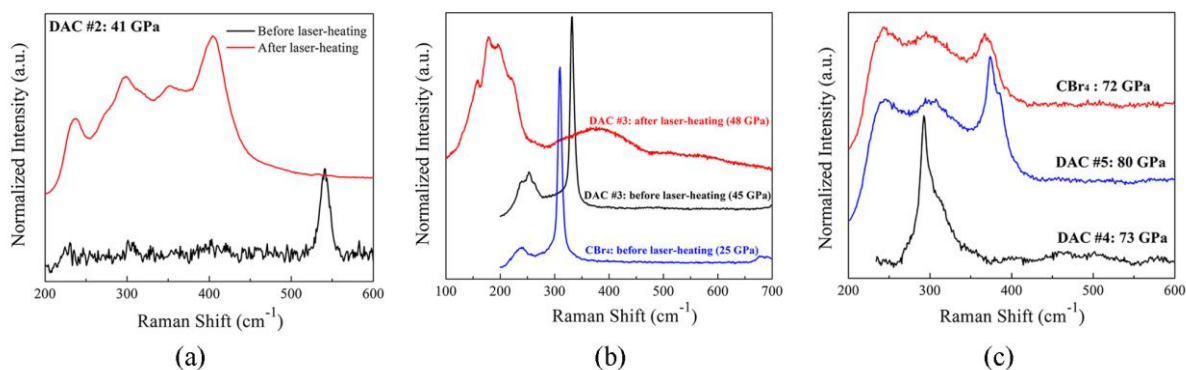 DAC #2: 41 GPa
Before laser-heating
After laser-heating
Normalized Intensity (a.u.)
200 300 400 500 600
Raman Shift (cm⁻¹)
(a)
DAC #3: after laser-heating (48 GPa)
DAC #3: before laser-heating (45 GPa)
CBr₄: before laser-heating (25 GPa)
Normalized Intensity (a.u.)
100 200 300 400 500 600 700
Raman Shift (cm⁻¹)
(b)
CBr₄ : 72 GPa
DAC #5: 80 GPa
DAC #4: 73 GPa
Normalized Intensity (a.u.)
200 300 400 500 600
Raman Shift (cm⁻¹)
(c)